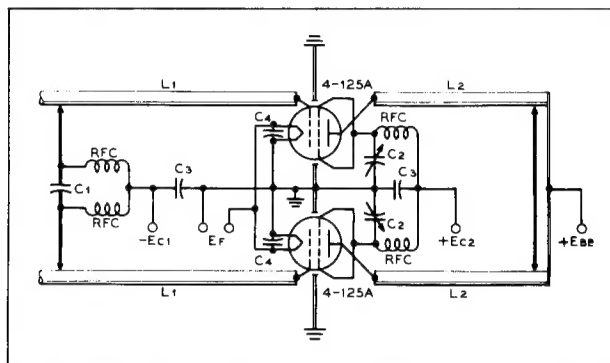 L1
4-125A
L2
C4
RFC
RFC
C1
C3
C2
C3
RFC
-EC1
EF
C2
+EC2
+EBB
C4
RFC
L1
4-125A
L2